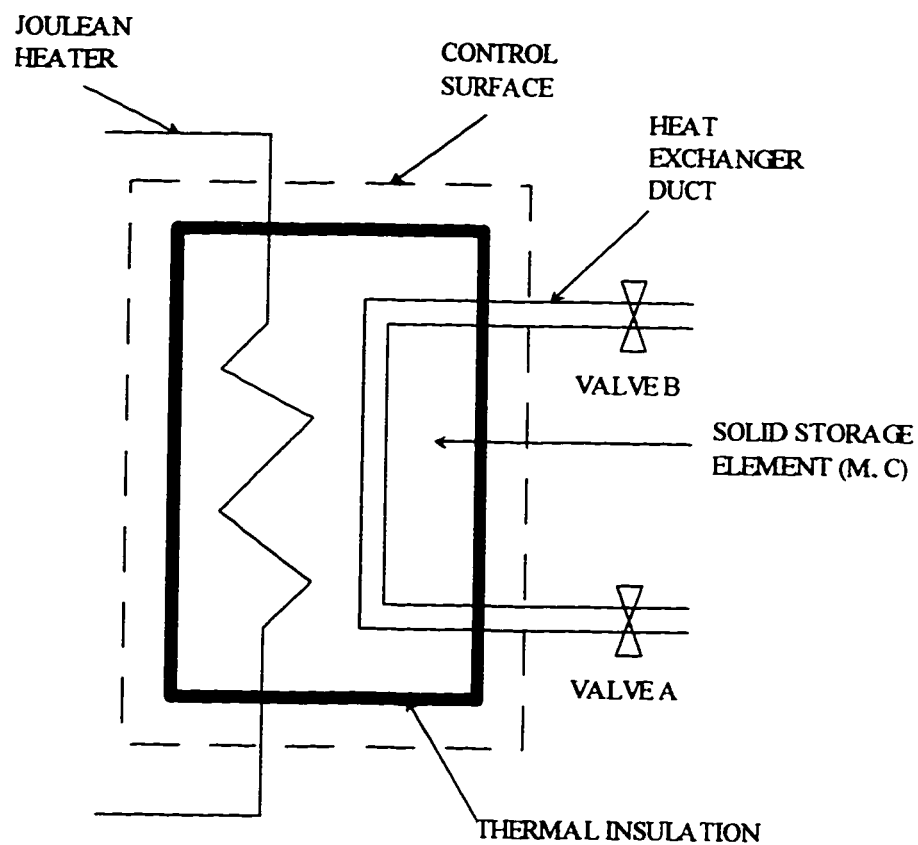 JOULEAN
HEATER
CONTROL
SURFACE
HEAT
EXCHANGER
DUCT
VALVE B
SOLID STORAGE
ELEMENT (M. C)
VALVE A
THERMAL INSULATION